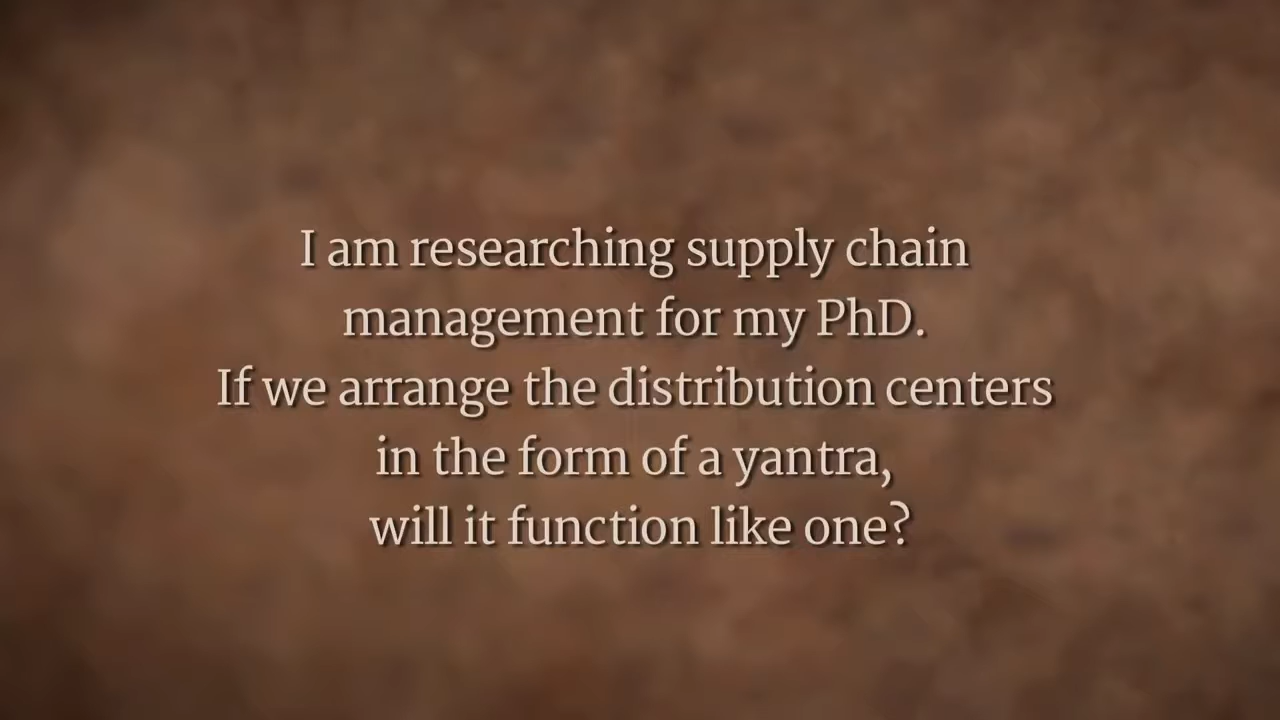 I am researching supply chain
management for my PhD.
If we arrange the distribution centers
in the form of a yantra,
will it function like one?